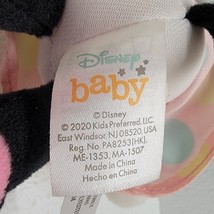 Disney
baby
© Disney
© 2020 Kids Preferred, LLC.
East Windsor, NJ 08520, USA
Reg. No. PA8253(HK),
ME-1353, MA-1507
Made in China
Hecho en China